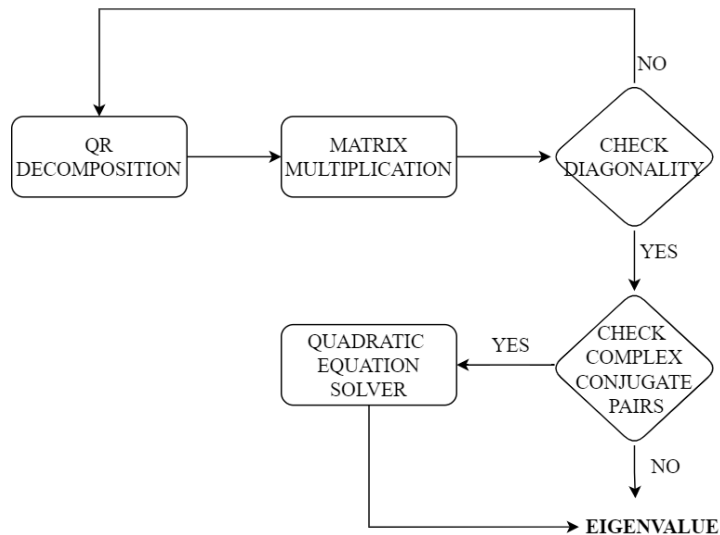 NO
QR
DECOMPOSITION
MATRIX
MULTIPLICATION
CHECK
DIAGONALITY
YES
QUADRATIC
EQUATION
SOLVER
YES
CHECK
COMPLEX
CONJUGATE
PAIRS
NO
EIGENVALUE